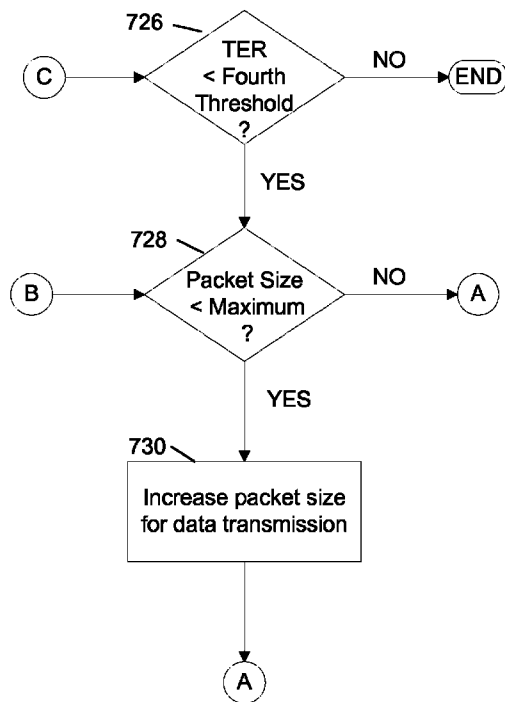 726
TER
< Fourth
Threshold
?
C
NO
END
YES
728
Packet Size
< Maximum
?
B
NO
A
YES
730
Increase packet size
for data transmission
A